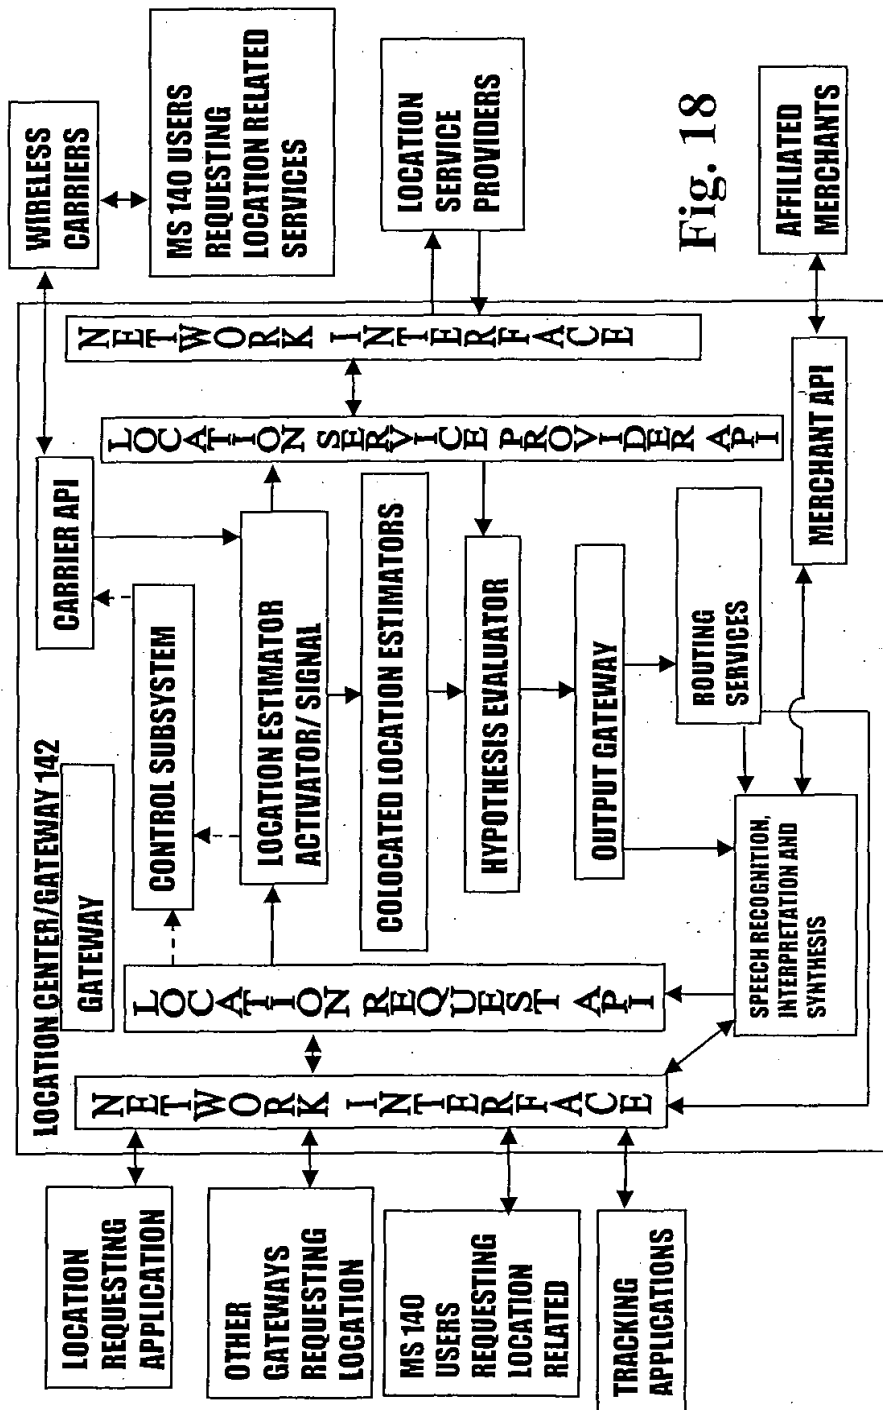 LOCATION
REQUESTING
APPLICATION
OTHER
GATEWAYS
REQUESTING
LOCATION
MS 140
USERS
REQUESTING
LOCATION
RELATED
TRACKING
APPLICATIONS
LOCATION CENTER/GATEWAY 142
GATEWAY
NETWORK INTERFACE
LOCATION REQUEST API
CONTROL SUBSYSTEM
LOCATION ESTIMATOR
ACTIVATOR/ SIGNAL
COLOCATED LOCATION ESTIMATORS
HYPOTHESIS EVALUATOR
OUTPUT GATEWAY
ROUTING
SERVICES
SPEECH RECOGNITION,
INTERPRETATION AND
SYNTHESIS
CARRIER API
LOCATION SERVICE PROVIDER API
NETWORK INTERFACE
MERCHANT API
WIRELESS
CARRIERS
MS 140 USERS
REQUESTING
LOCATION RELATED
SERVICES
LOCATION
SERVICE
PROVIDERS
AFFILIATED
MERCHANTS
Fig. 18